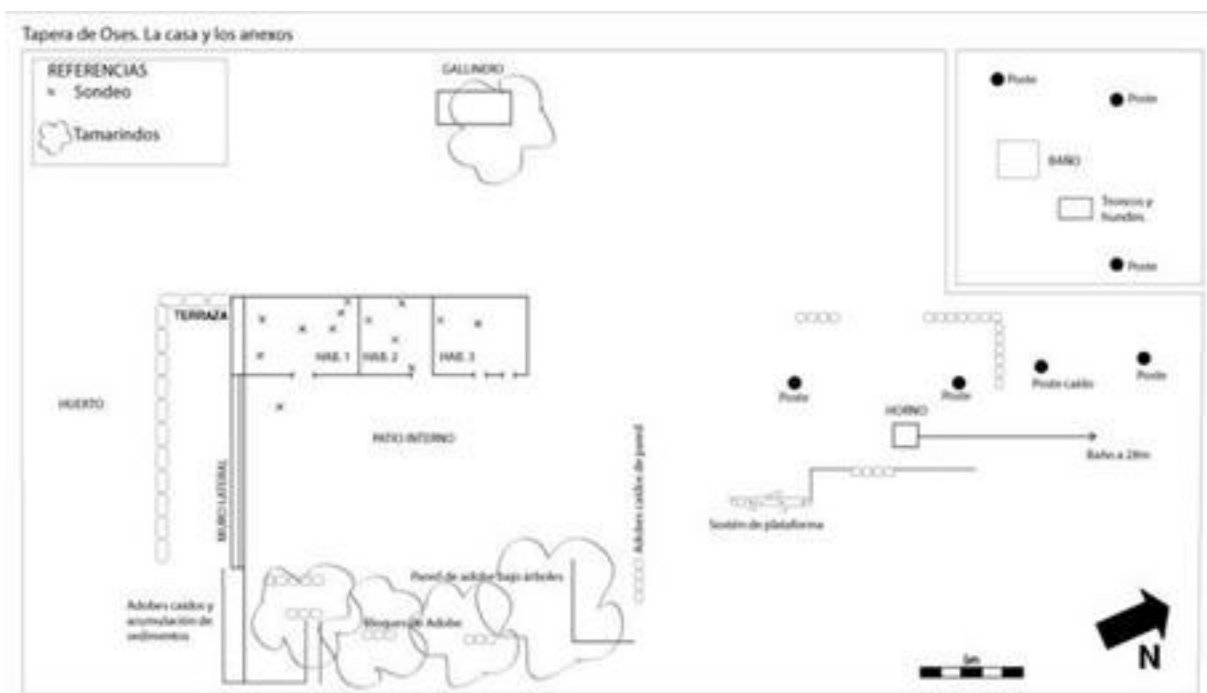 Tapera de Oses. La casa y los anexos
REFERENCIAS
Sondeo
Tamarindos
GALLINERO
Poste
Poste
BAÑO
Troncos y
Poste
TERRAZA
HAB. 1
HAB. 2
HAB. 3
HUERTO
PATIO INTERNO
MURO LATERAL
Adobes caídos de pared
Poste
Poste
Poste caído
Poste
HORNO
Baño a 28m
Sostén de plataforma
Pared de adobe bajo árboles
Bloques de Adobe
Adobes caídos y
acumulación de
sedimentos
5m
N